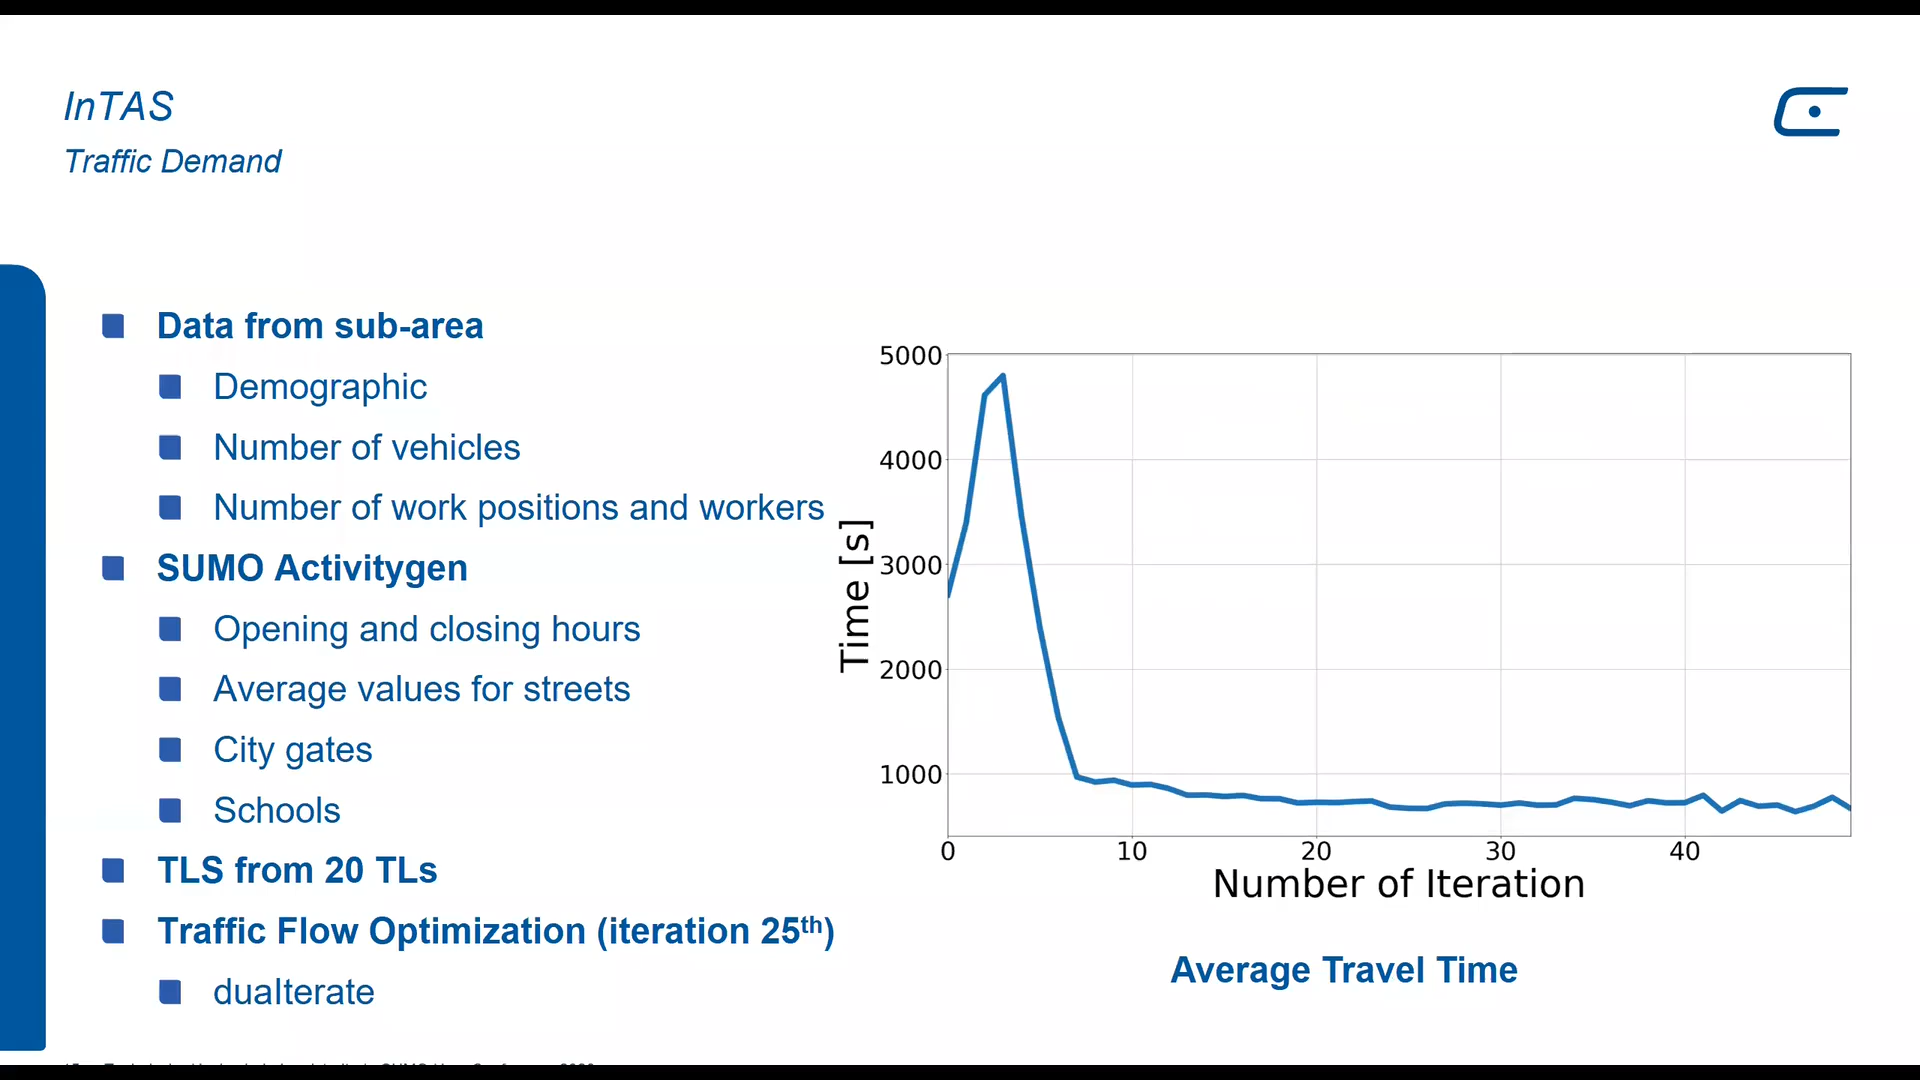 InTAS
Traffic Demand
Data from sub-area
Demographic
Number of vehicles
Number of work positions and workers
SUMO Activitygen
Opening and closing hours
Average values for streets
City gates
Schools
TLS from 20 TLs
Traffic Flow Optimization (iteration 25th)
duaIterate
5000
4000
3000
2000
1000
Time [s]
0 10 20 30 40
Number of Iteration
Average Travel Time